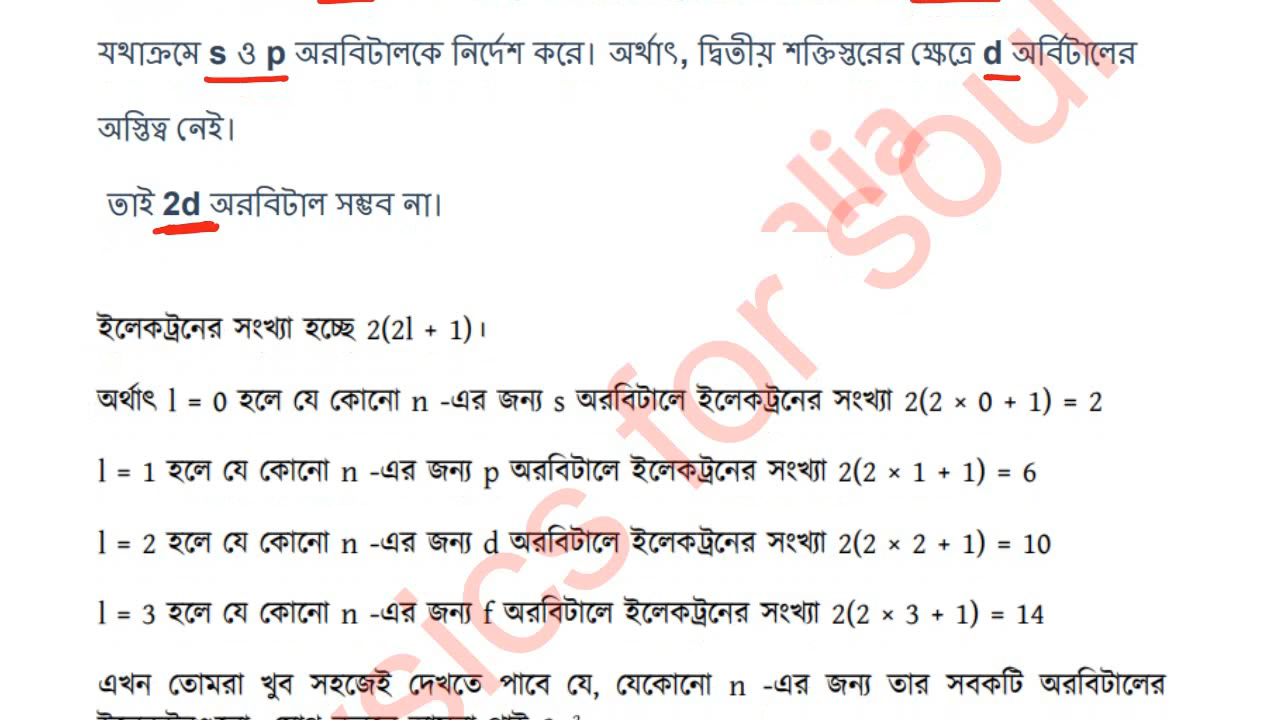 যথাক্রমে s ও p অরবিটালকে নির্দেশ করে। অর্থাৎ, দ্বিতীয় শক্তিস্তরের ক্ষেত্রে d অর্বিটালের
অস্তিত্ব নেই।
তাই 2d অরবিটাল সম্ভব না।
ইলেকট্রনের সংখ্যা হচ্ছে 2(2l + 1)।
অর্থাৎ l = 0 হলে যে কোনো n -এর জন্য s অরবিটালে ইলেকট্রনের সংখ্যা 2(2 × 0 + 1) = 2
l = 1 হলে যে কোনো n -এর জন্য p অরবিটালে ইলেকট্রনের সংখ্যা 2(2 × 1 + 1) = 6
l = 2 হলে যে কোনো n -এর জন্য d অরবিটালে ইলেকট্রনের সংখ্যা 2(2 × 2 + 1) = 10
l = 3 হলে যে কোনো n -এর জন্য f অরবিটালে ইলেকট্রনের সংখ্যা 2(2 × 3 + 1) = 14
এখন তোমরা খুব সহজেই দেখতে পাবে যে, যেকোনো n -এর জন্য তার সবকটি অরবিটালের
for soul